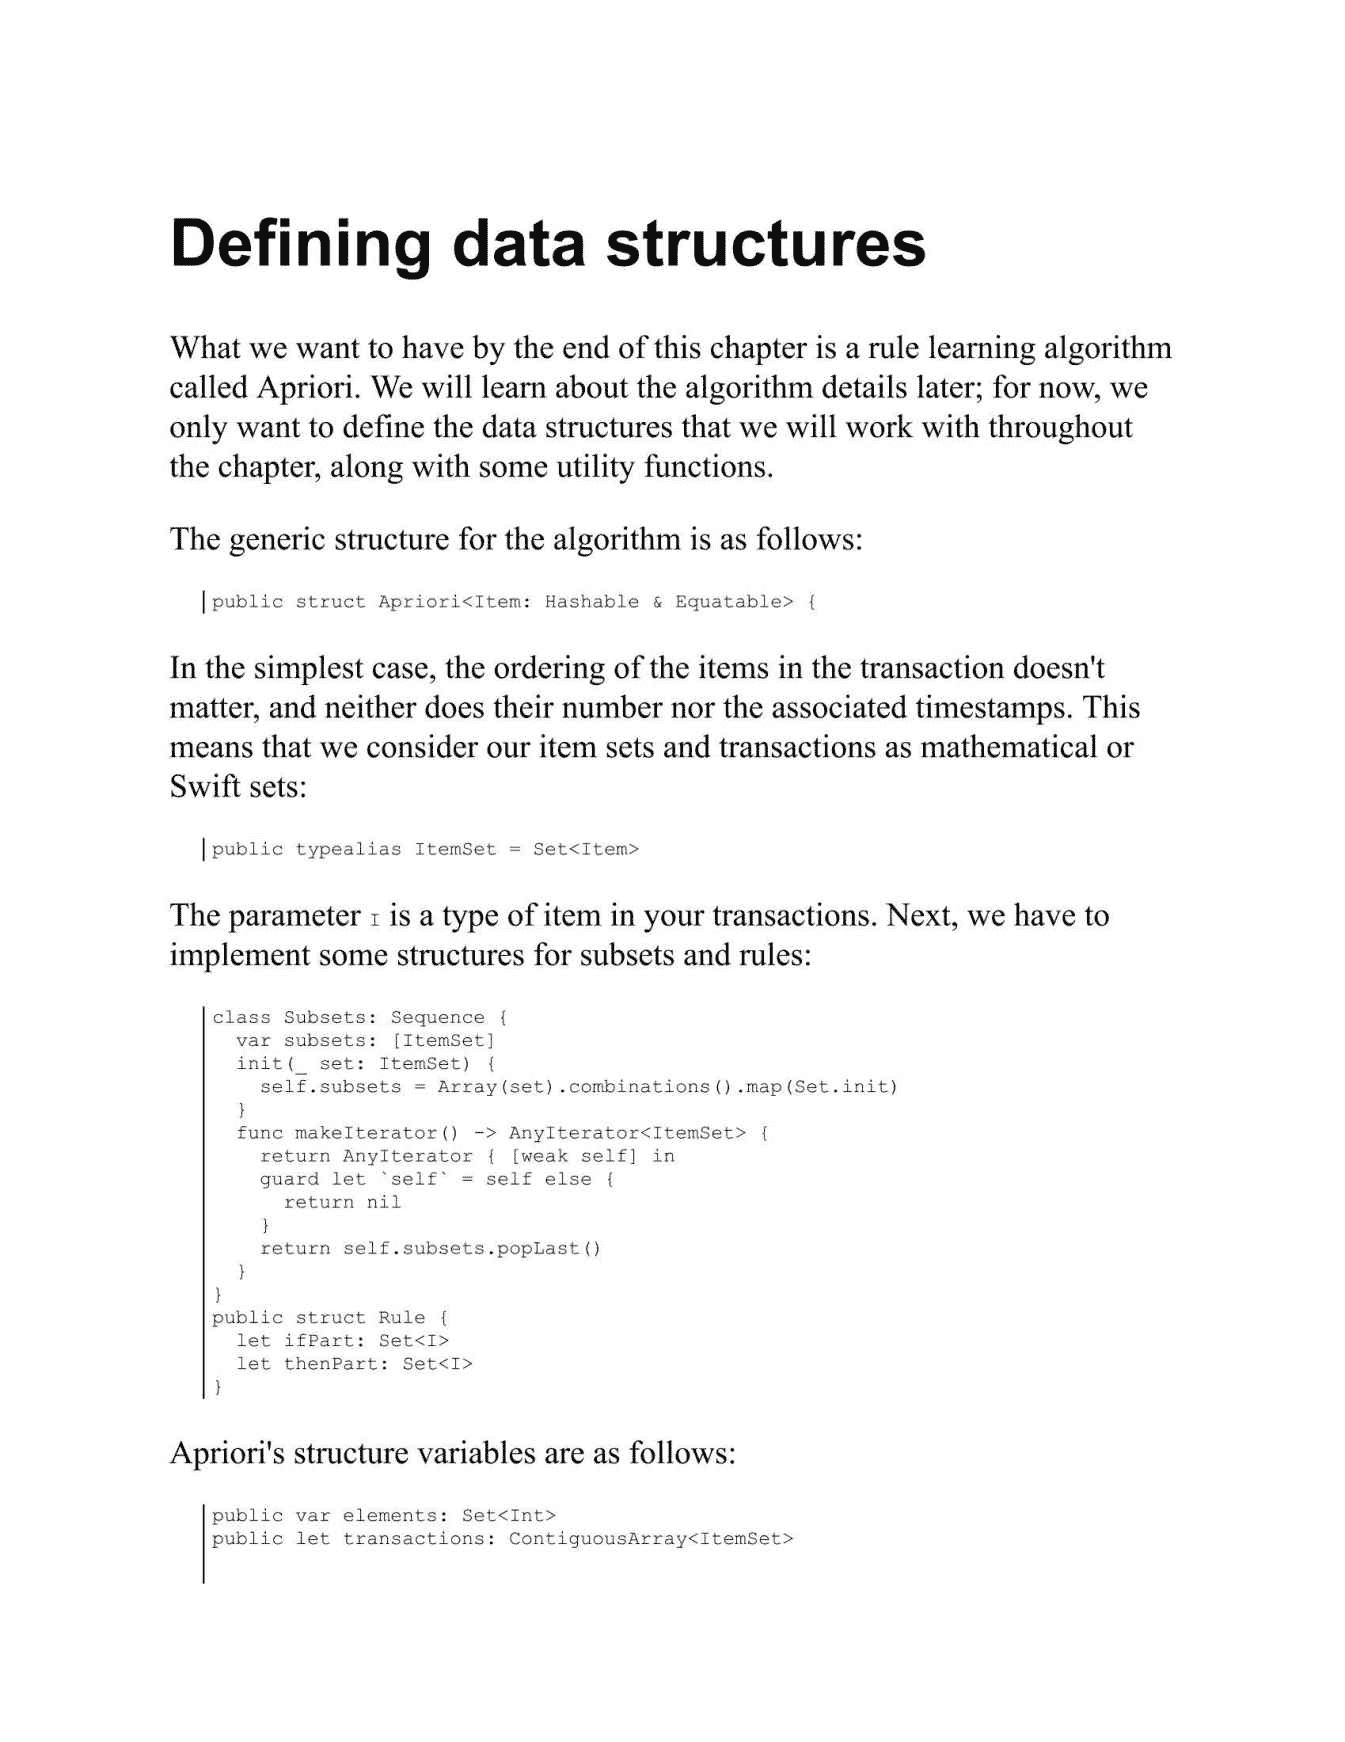 Defining data structures
What we want to have by the end of this chapter is a rule learning algorithm
called Apriori. We will learn about the algorithm details later; for now, we
only want to define the data structures that we will work with throughout
the chapter, along with some utility functions.
The generic structure for the algorithm is as follows:
public struct Apriori<Item: Hashable & Equatable> {
In the simplest case, the ordering of the items in the transaction doesn't
matter, and neither does their number nor the associated timestamps. This
means that we consider our item sets and transactions as mathematical or
Swift sets:
public typealias ItemSet = Set<Item>
The parameter I is a type of item in your transactions. Next, we have to
implement some structures for subsets and rules:
class Subsets: Sequence {
  var subsets: [ItemSet]
  init(_ set: ItemSet) {
    self.subsets = Array(set).combinations().map(Set.init)
  }
  func makeIterator() -> AnyIterator<ItemSet> {
    return AnyIterator { [weak self] in
    guard let `self` = self else {
      return nil
    }
    return self.subsets.popLast()
  }
}
public struct Rule {
  let ifPart: Set<I>
  let thenPart: Set<I>
}
Apriori's structure variables are as follows:
public var elements: Set<Int>
public let transactions: ContiguousArray<ItemSet>